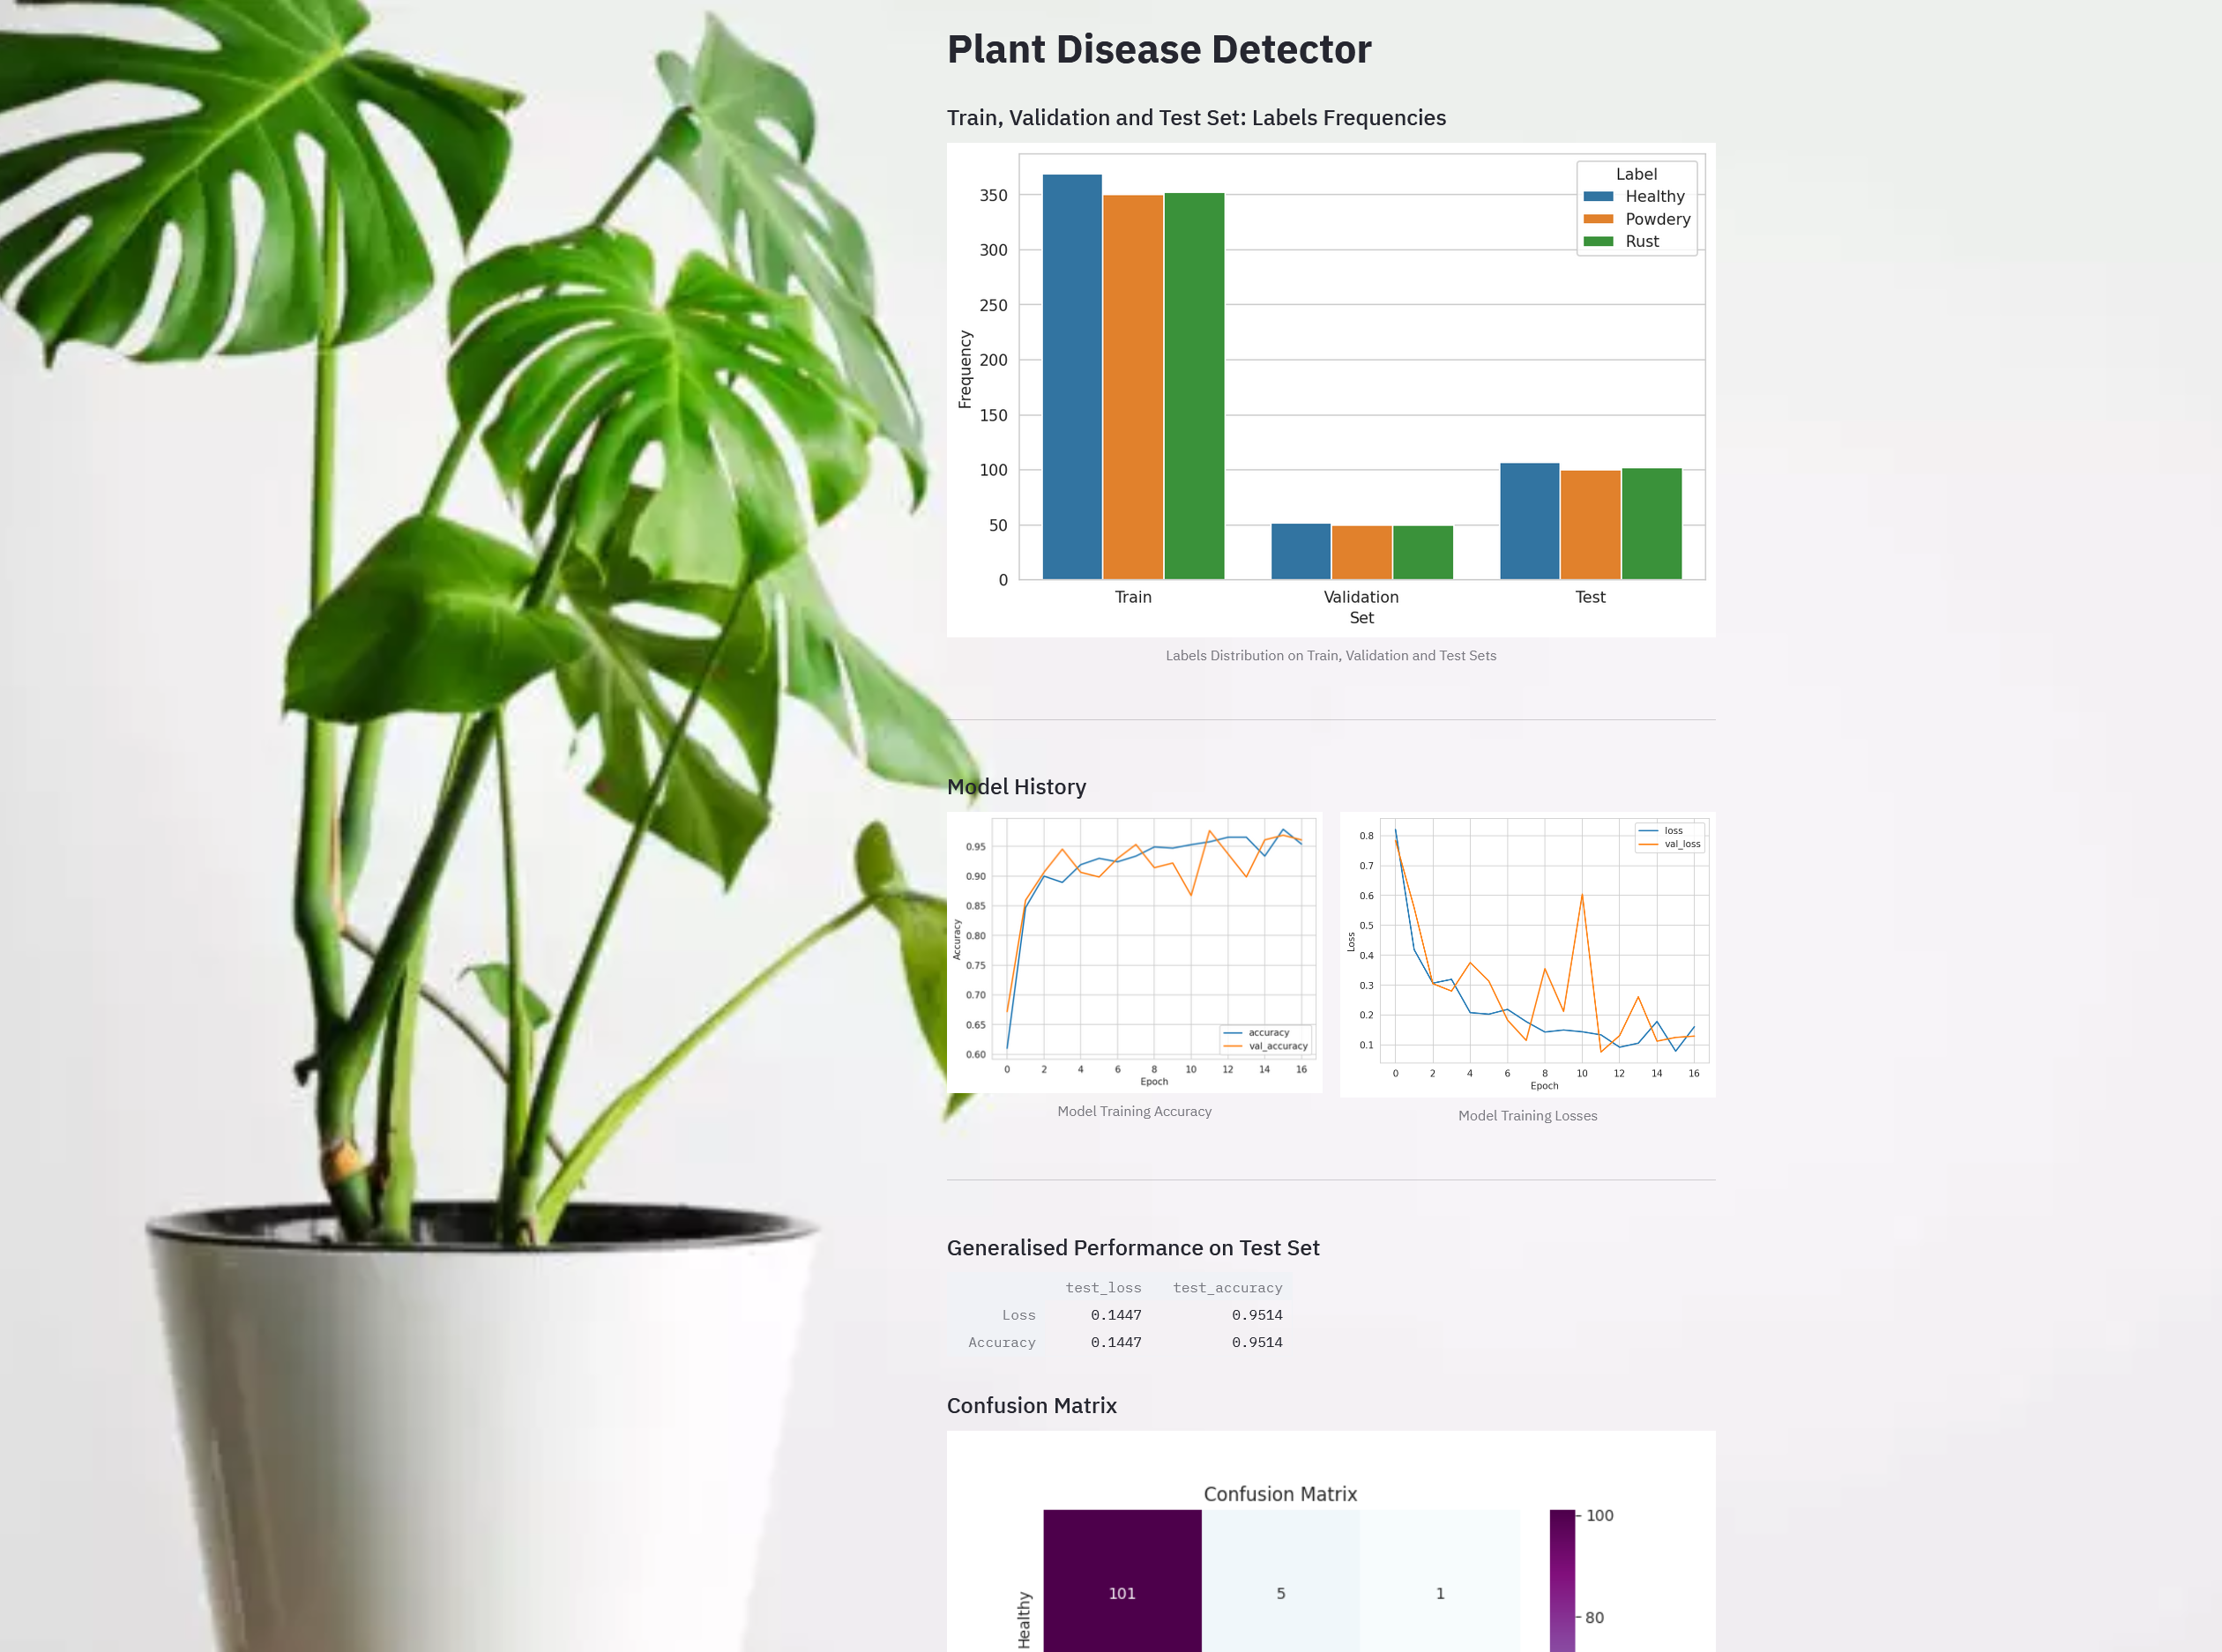 Plant Disease Detector
Train, Validation and Test Set: Labels Frequencies
Label
Healthy
Powdery
Rust
350
300
250
200
150
100
50
0
Frequency
Train Validation Test
Set
Labels Distribution on Train, Validation and Test Sets
Model History
0.95
0.90
0.85
0.80
0.75
0.70
0.65
0.60
Accuracy
accuracy
val_accuracy
0 2 4 6 8 10 12 14 16
Epoch
Model Training Accuracy
loss
val_loss
0.8
0.7
0.6
0.5
0.4
0.3
0.2
0.1
Loss
0 2 4 6 8 10 12 14 16
Epoch
Model Training Losses
Generalised Performance on Test Set
test_loss test_accuracy
Loss 0.1447 0.9514
Accuracy 0.1447 0.9514
Confusion Matrix
Confusion Matrix
Healthy
101 5 1
100
80